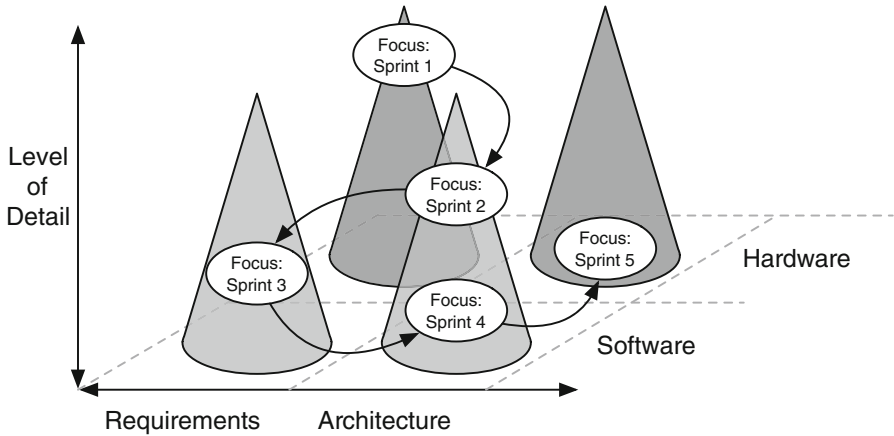 Focus:
Sprint 1
Level
of
Detail
Focus:
Sprint 2
Focus:
Sprint 3
Focus:
Sprint 5
Hardware
Focus:
Sprint 4
Software
Requirements
Architecture